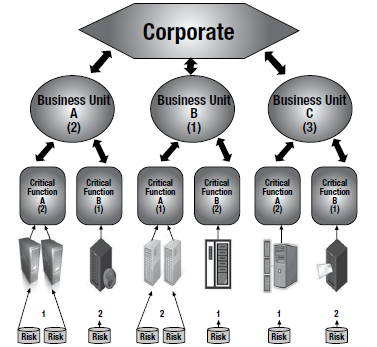 Corporate
Business Unit
A
(2)
Business Unit
B
(1)
Business Unit
C
(3)
Critical
Function
A
(2)
Critical
Function
B
(1)
Critical
Function
A
(1)
Critical
Function
B
(2)
Critical
Function
A
(2)
Critical
Function
B
(1)
1 2 2 1 1 2
Risk Risk Risk Risk Risk Risk Risk Risk